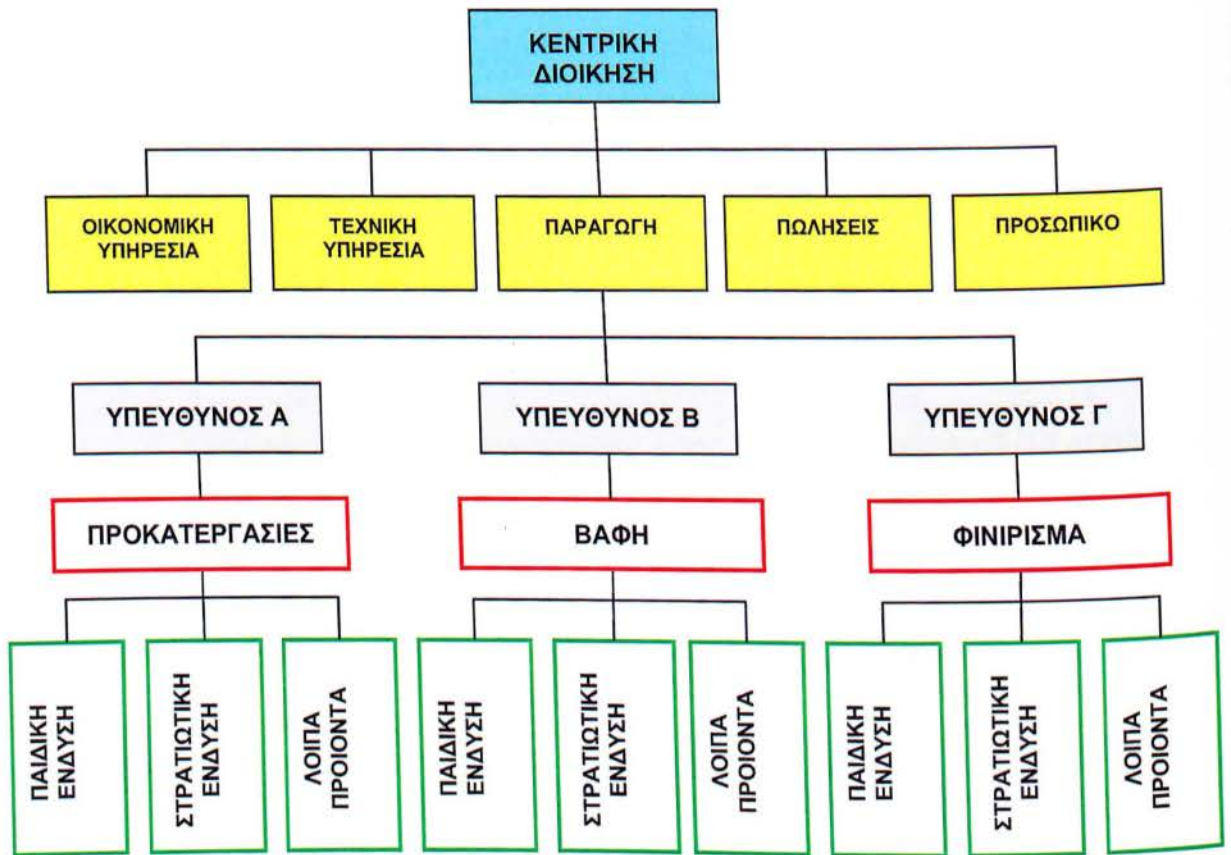 ΚΕΝΤΡΙΚΗ
ΔΙΟΙΚΗΣΗ
ΟΙΚΟΝΟΜΙΚΗ
ΥΠΗΡΕΣΙΑ
ΤΕΧΝΙΚΗ
ΥΠΗΡΕΣΙΑ
ΠΑΡΑΓΩΓΗ
ΠΩΛΗΣΕΙΣ
ΠΡΟΣΩΠΙΚΟ
ΥΠΕΥΘΥΝΟΣ Α
ΥΠΕΥΘΥΝΟΣ Β
ΥΠΕΥΘΥΝΟΣ Γ
ΠΡΟΚΑΤΕΡΓΑΣΙΕΣ
ΒΑΦΗ
ΦΙΝΙΡΙΣΜΑ
ΠΑΙΔΙΚΗ
ΕΝΔΥΣΗ
ΣΤΡΑΤΙΩΤΙΚΗ
ΕΝΔΥΣΗ
ΛΟΙΠΑ
ΠΡΟΙΟΝΤΑ
ΠΑΙΔΙΚΗ
ΕΝΔΥΣΗ
ΣΤΡΑΤΙΩΤΙΚΗ
ΕΝΔΥΣΗ
ΛΟΙΠΑ
ΠΡΟΙΟΝΤΑ
ΠΑΙΔΙΚΗ
ΕΝΔΥΣΗ
ΣΤΡΑΤΙΩΤΙΚΗ
ΕΝΔΥΣΗ
ΛΟΙΠΑ
ΠΡΟΙΟΝΤΑ